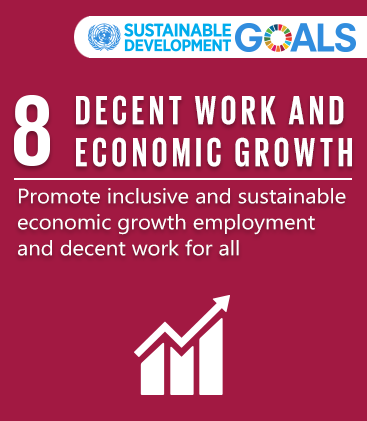 SUSTAINABLE
DEVELOPMENT
GOALS
8
DECENT WORK AND
ECONOMIC GROWTH
Promote inclusive and sustainable
economic growth employment
and decent work for all